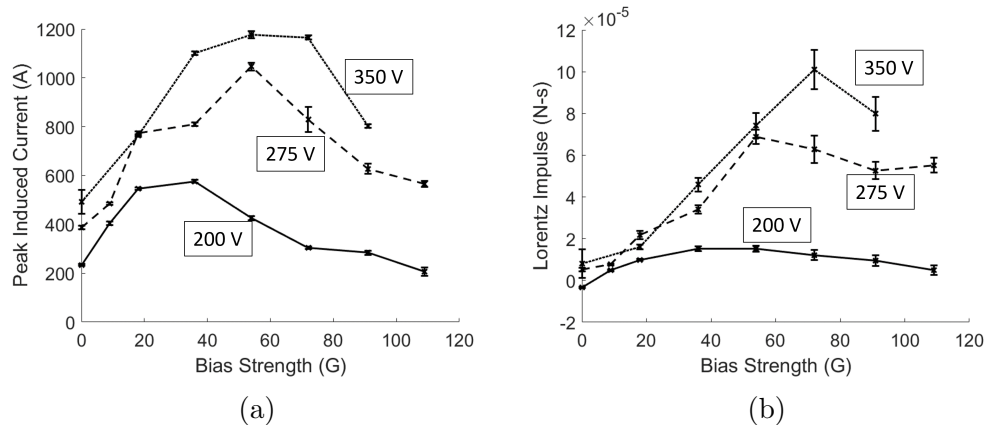 1200
1000
800
600
400
200
0
0 20 40 60 80 100 120
Peak Induced Current (A)
Bias Strength (G)
350 V
275 V
200 V
(a)
×10⁻⁵
12
10
8
6
4
2
0
-2
0 20 40 60 80 100 120
Lorentz Impulse (N-s)
Bias Strength (G)
350 V
275 V
200 V
(b)